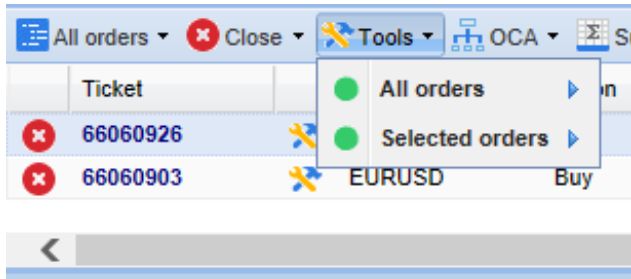 All orders Close Tools OCA
Ticket All orders
66060926 Selected orders
66060903 EURUSD Buy